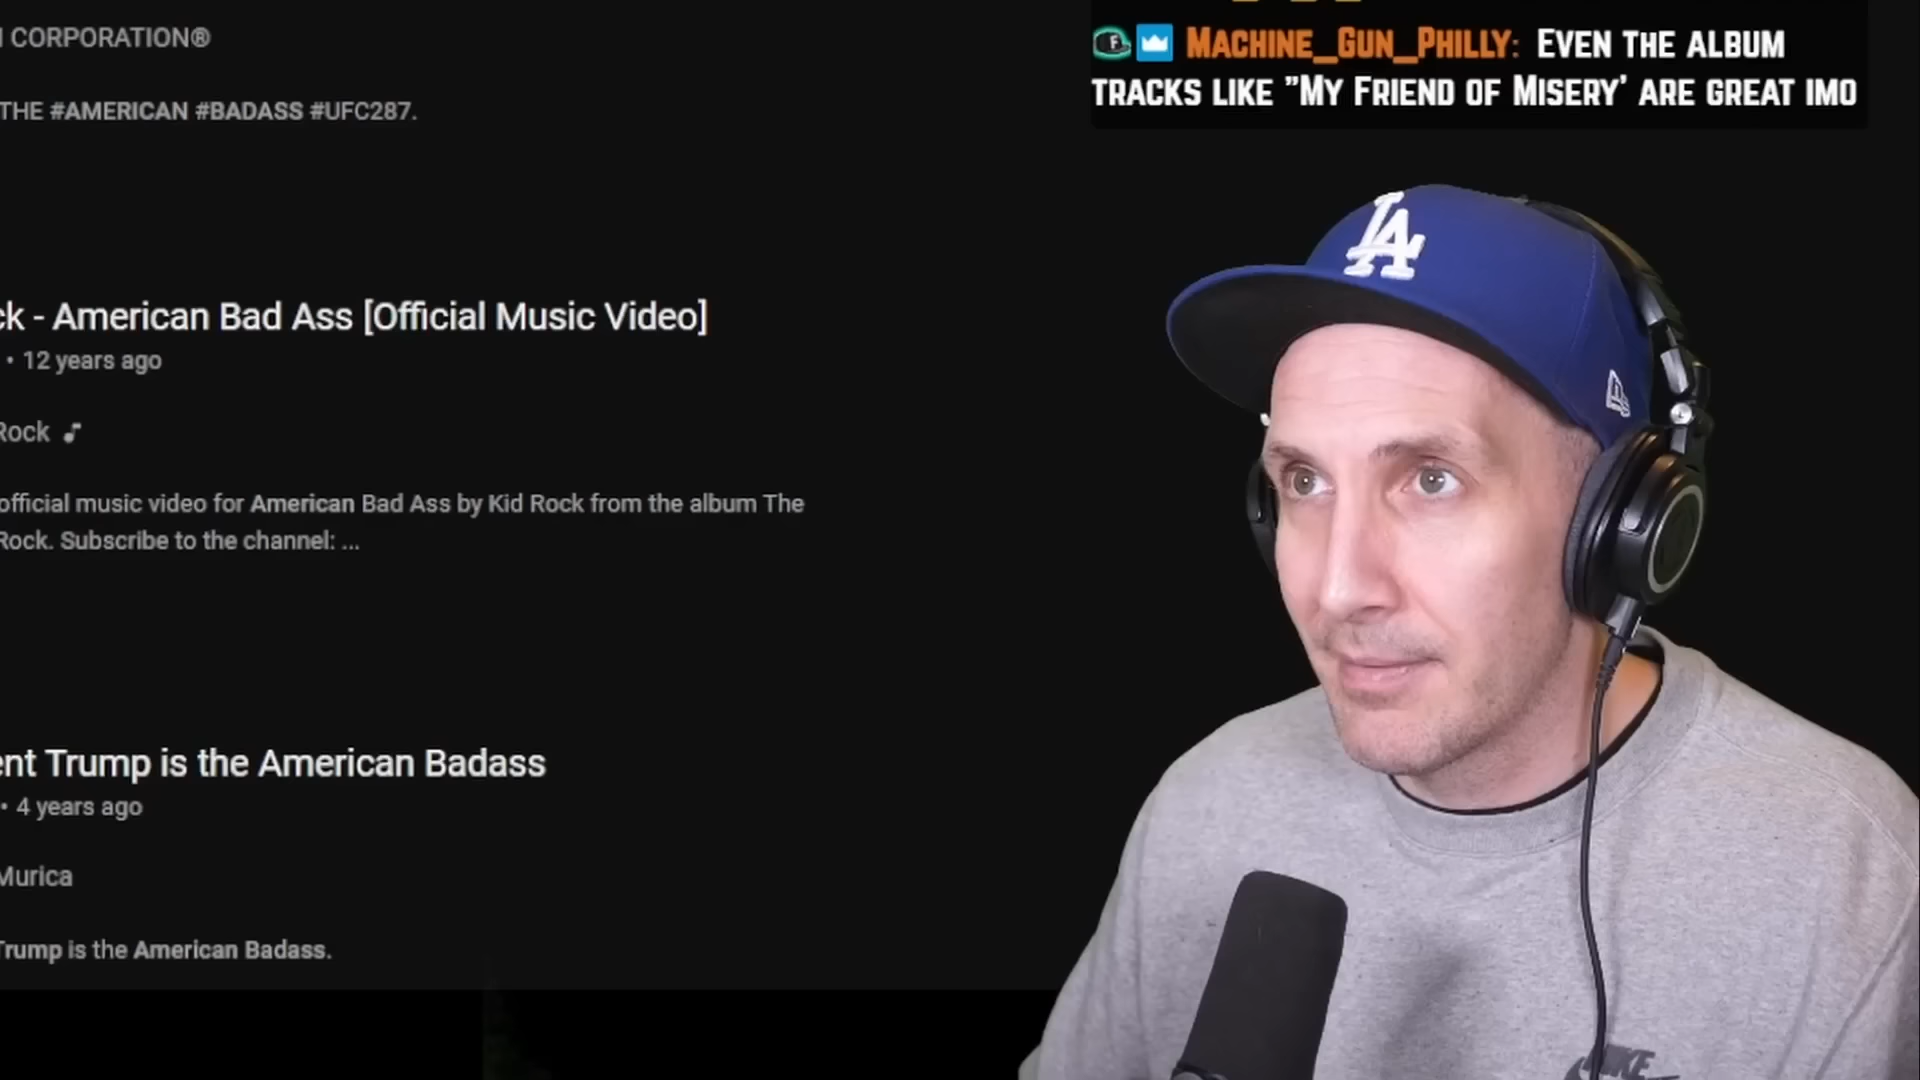 CORPORATION®
THE #AMERICAN #BADASS #UFC287.
MACHINE_GUN_PHILLY: EVEN THE ALBUM
TRACKS LIKE "MY FRIEND OF MISERY' ARE GREAT IMO
LA
ck - American Bad Ass [Official Music Video]
• 12 years ago
Rock
official music video for American Bad Ass by Kid Rock from the album The
Rock. Subscribe to the channel: ...
ent Trump is the American Badass
• 4 years ago
Murica
Trump is the American Badass.
NIKE